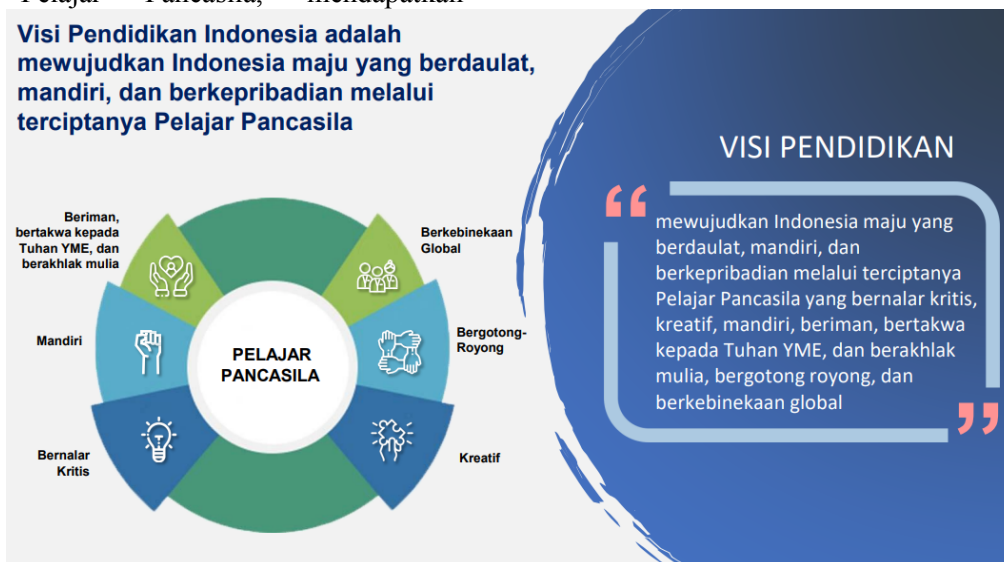 Pelajar Pancasila, mendapatkan
Visi Pendidikan Indonesia adalah
mewujudkan Indonesia maju yang berdaulat,
mandiri, dan berkepribadian melalui
terciptanya Pelajar Pancasila
Beriman,
bertakwa kepada
Tuhan YME, dan
berakhlak mulia
Berkebinekaan
Global
Mandiri
Bergotong-
Royong
PELAJAR
PANCASILA
Bernalar
Kritis
Kreatif
VISI PENDIDIKAN
“
mewujudkan Indonesia maju yang
berdaulat, mandiri, dan
berkepribadian melalui terciptanya
Pelajar Pancasila yang bernalar kritis,
kreatif, mandiri, beriman, bertakwa
kepada Tuhan YME, dan berakhlak
mulia, bergotong royong, dan
berkebinekaan global
”